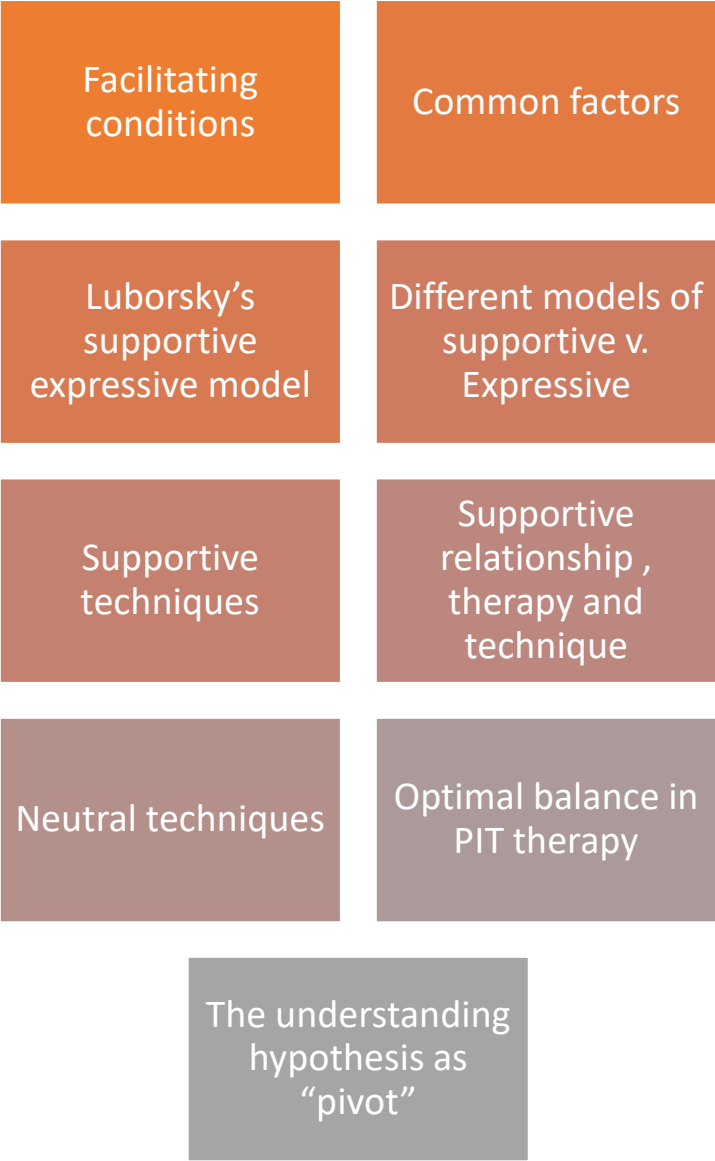 Facilitating
conditions
Common factors
Luborsky’s
supportive
expressive model
Different models of
supportive v.
Expressive
Supportive
techniques
Supportive
relationship ,
therapy and
technique
Neutral techniques
Optimal balance in
PIT therapy
The understanding
hypothesis as
“pivot”